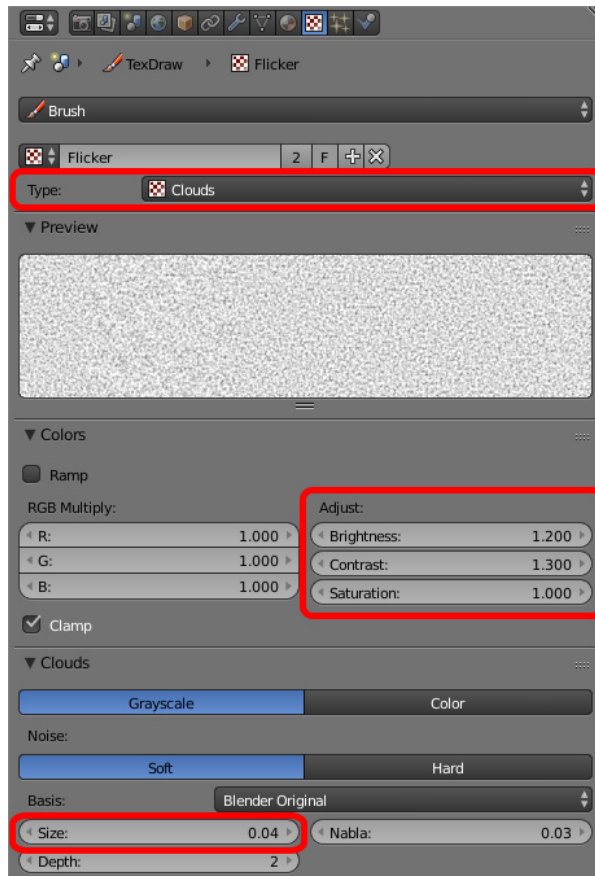 TexDraw Flicker
Brush
Flicker 2 F
Type: Clouds
Preview
Colors
Ramp
RGB Multiply: Adjust:
R: 1.000 Brightness: 1.200
G: 1.000 Contrast: 1.300
B: 1.000 Saturation: 1.000
Clamp
Clouds
Grayscale Color
Noise:
Soft Hard
Basis: Blender Original
Size: 0.04 Nabla: 0.03
Depth: 2